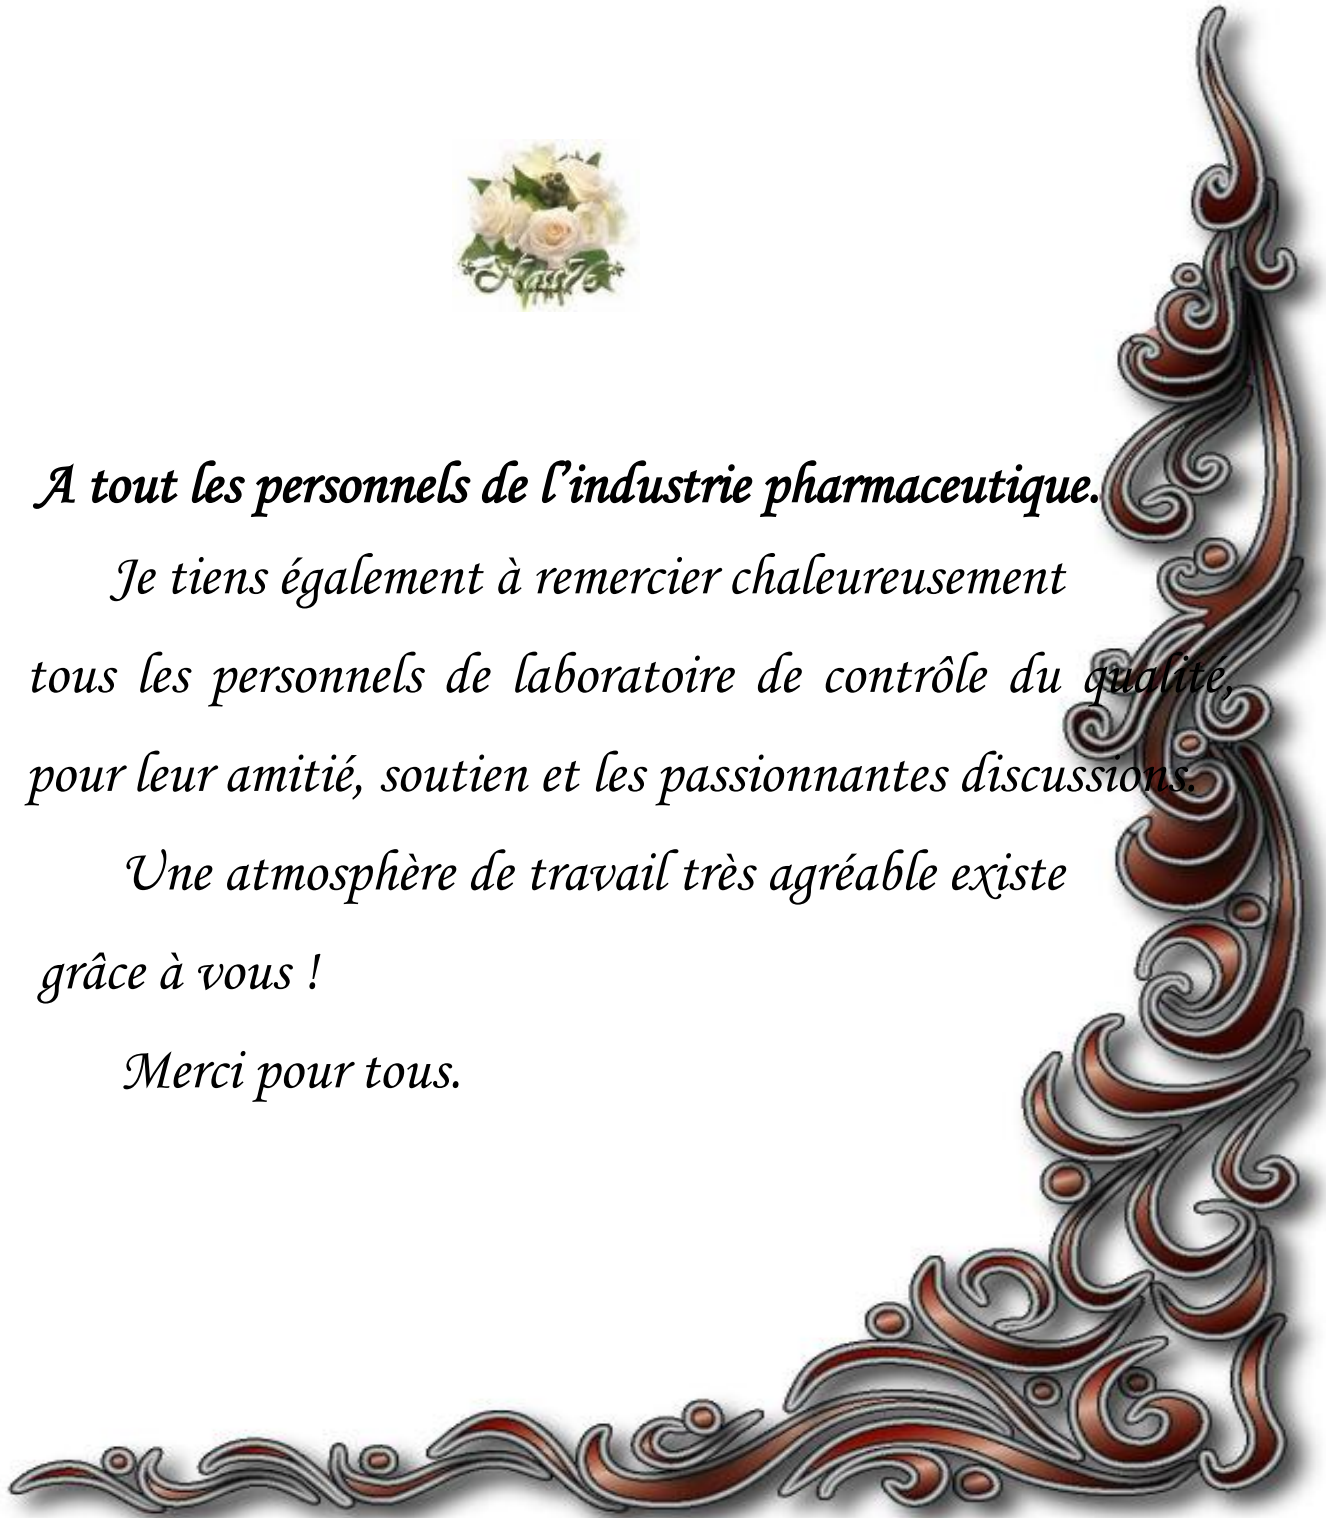 A tout les personnels de l’industrie pharmaceutique.
Je tiens également à remercier chaleureusement
tous les personnels de laboratoire de contrôle du qualité,
pour leur amitié, soutien et les passionnantes discussions.
Une atmosphère de travail très agréable existe
grâce à vous !
Merci pour tous.